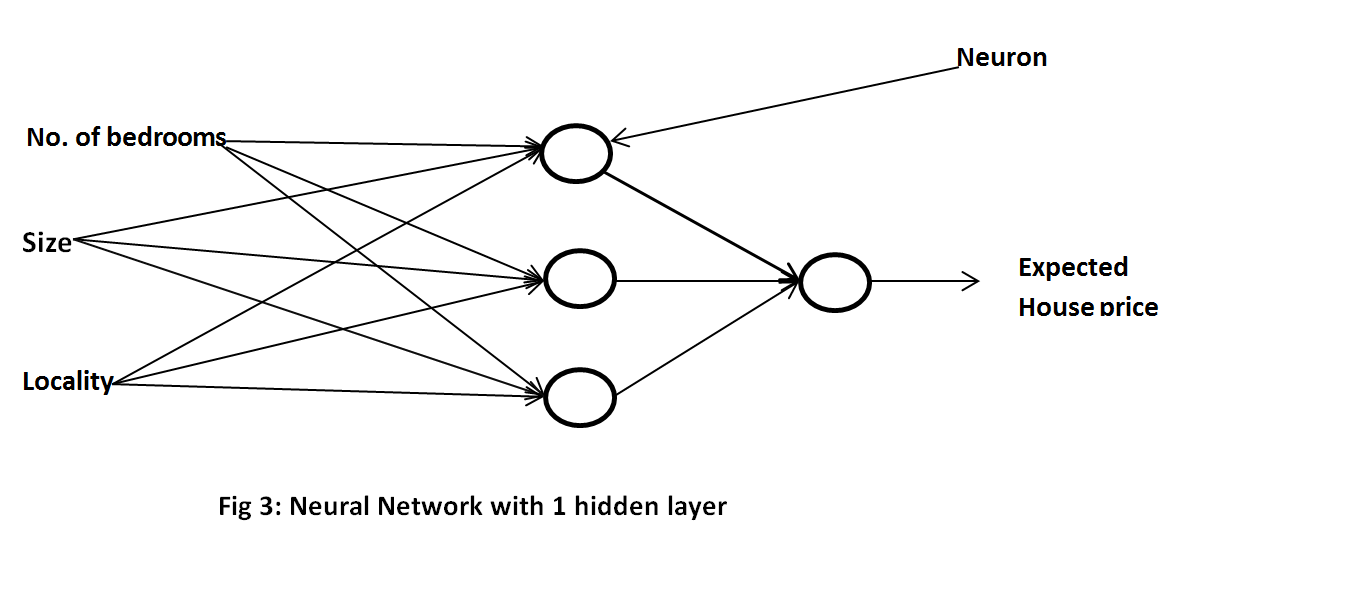 Neuron
No. of bedrooms
Size
Expected
House price
Locality
Fig 3: Neural Network with 1 hidden layer